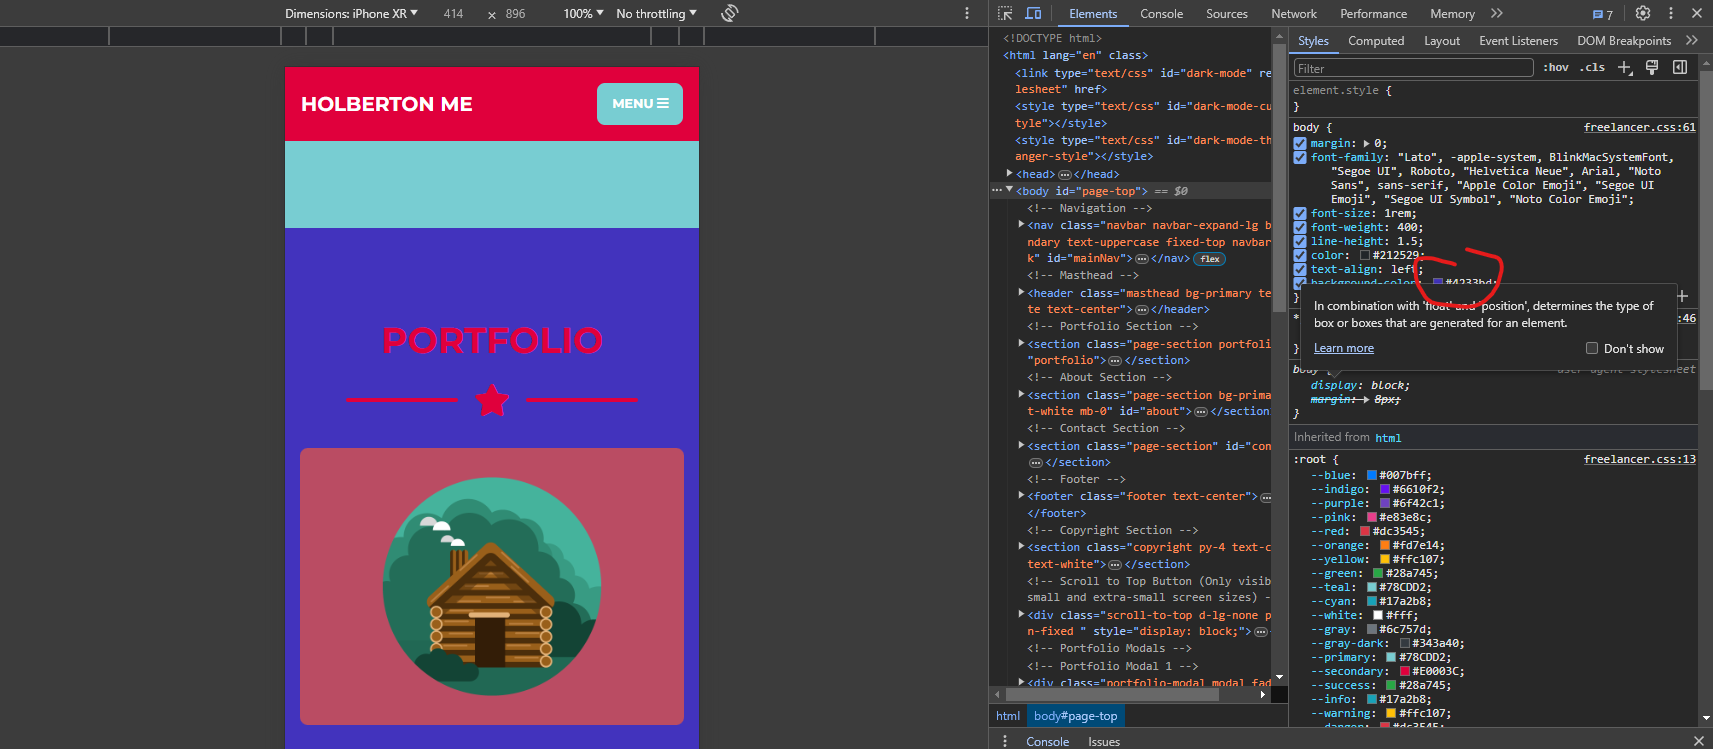 Dimensions: iPhone XR 414 × 896 100% No throttling
HOLBERTON ME
MENU
PORTFOLIO
Elements Console Sources Network Performance Memory 7
<!DOCTYPE html>
<html lang="en" class>
<link type="text/css" id="dark-mode" re
lesheet" href>
<style type="text/css" id="dark-mode-cu
tyle"></style>
<style type="text/css" id="dark-mode-th
anger-style"></style>
<head> </head>
<body id="page-top"> == $0
<!-- Navigation -->
<nav class="navbar navbar-expand-lg b
ndary text-uppercase fixed-top navbar
k" id="mainNav"> </nav> flex
<!-- Masthead -->
<header class="masthead bg-primary te
te text-center"> </header>
<!-- Portfolio Section -->
<section class="page-section portfoli
"portfolio"> </section>
<!-- About Section -->
<section class="page-section bg-prima
t-white mb-0" id="about"> </section
<!-- Contact Section -->
<section class="page-section" id="con
</section>
<!-- Footer -->
<footer class="footer text-center">
</footer>
<!-- Copyright Section -->
<section class="copyright py-4 text-c
text-white"> </section>
<!-- Scroll to Top Button (Only visib
small and extra-small screen sizes) -
<div class="scroll-to-top d-lg-none p
n-fixed " style="display: block;">
<!-- Portfolio Modals -->
<!-- Portfolio Modal 1 -->
<div class="portfolio-modal modal fad
html body#page-top
Styles Computed Layout Event Listeners DOM Breakpoints
Filter :hov .cls
element.style {
}
body { freelancer.css:61
margin: 0;
font-family: "Lato", -apple-system, BlinkMacSystemFont,
"Segoe UI", Roboto, "Helvetica Neue", Arial, "Noto
Sans", sans-serif, "Apple Color Emoji", "Segoe UI
Emoji", "Segoe UI Symbol", "Noto Color Emoji";
font-size: 1rem;
font-weight: 400;
line-height: 1.5;
color: #212529;
text-align: left;
background-color: #4233bd;
}
In combination with 'float' and 'position', determines the type of
box or boxes that are generated for an element.
Learn more Don't show
* :46
}
body { user agent stylesheet
display: block;
margin: 8px;
}
Inherited from html
:root { freelancer.css:13
--blue: #007bff;
--indigo: #6610f2;
--purple: #6f42c1;
--pink: #e83e8c;
--red: #dc3545;
--orange: #fd7e14;
--yellow: #ffc107;
--green: #28a745;
--teal: #78CDD2;
--cyan: #17a2b8;
--white: #fff;
--gray: #6c757d;
--gray-dark: #343a40;
--primary: #78CDD2;
--secondary: #E0003C;
--success: #28a745;
--info: #17a2b8;
--warning: #ffc107;
--danger: #dc3545;
Console Issues